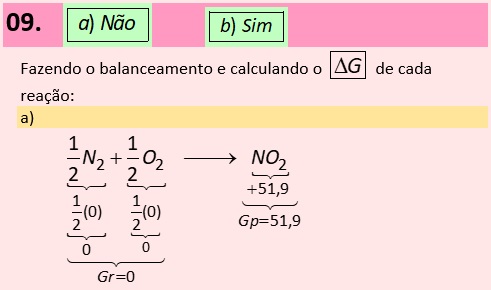 09. a) Não b) Sim
Fazendo o balanceamento e calculando o ΔG de cada
reação:
a)
1/2 N₂ + 1/2 O₂ ⟶ NO₂
1/2(0) 1/2(0) +51,9
0 0 Gp=51,9
Gr=0